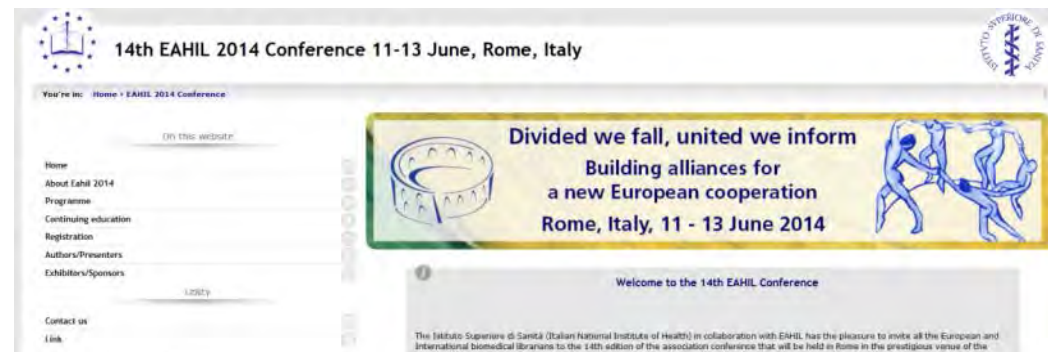 14th EAHIL 2014 Conference 11-13 June, Rome, Italy
ISTITVTO SVPERIORE DI SANITÀ
You're in: Home › EAHIL 2014 Conference
On this website
Home
About Eahil 2014
Programme
Continuing education
Registration
Authors/Presenters
Exhibitors/Sponsors
Utility
Contact us
Link
Divided we fall, united we inform
Building alliances for
a new European cooperation
Rome, Italy, 11 - 13 June 2014
Welcome to the 14th EAHIL Conference
The Istituto Superiore di Sanità (Italian National Institute of Health) in collaboration with EAHIL has the pleasure to invite all the European and
International biomedical librarians to the 14th edition of the association conference that will be held in Rome in the prestigious venue of the